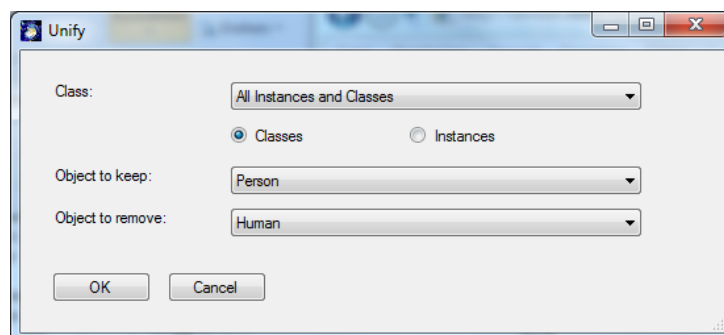 Unify
Class:
All Instances and Classes
Classes Instances
Object to keep:
Person
Object to remove:
Human
OK Cancel